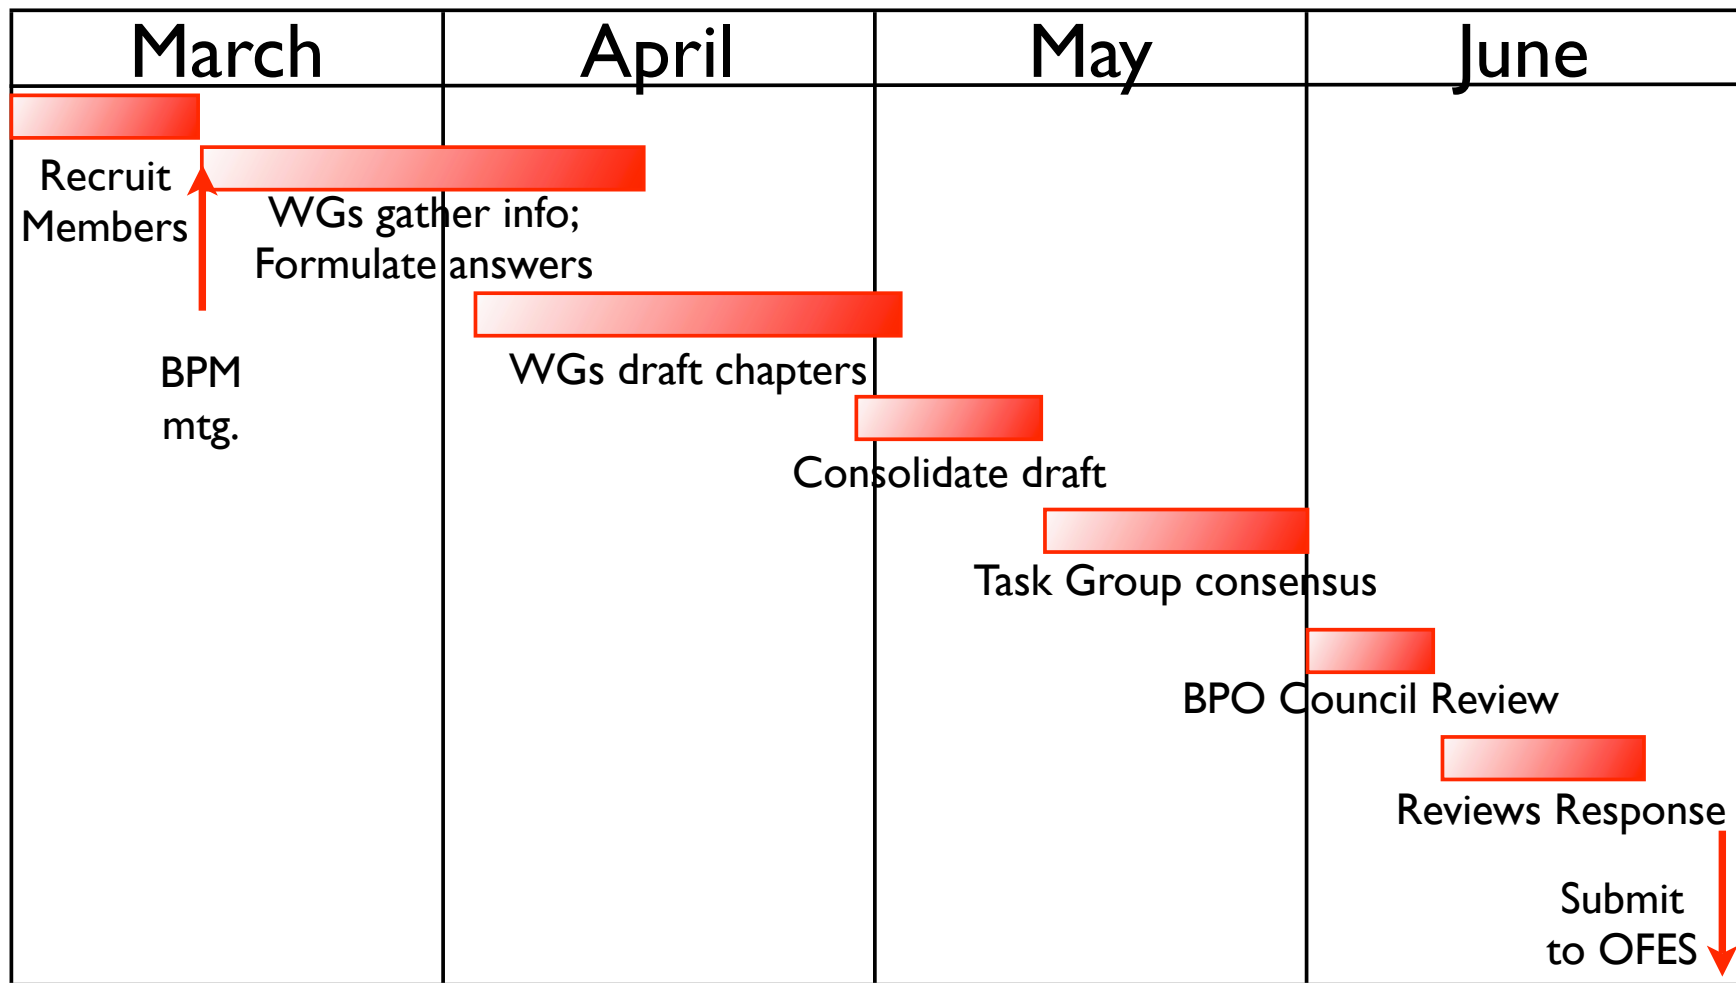 March
April
May
June
Recruit
Members
WGs gather info;
Formulate answers
BPM
mtg.
WGs draft chapters
Consolidate draft
Task Group consensus
BPO Council Review
Reviews Response
Submit
to OFES